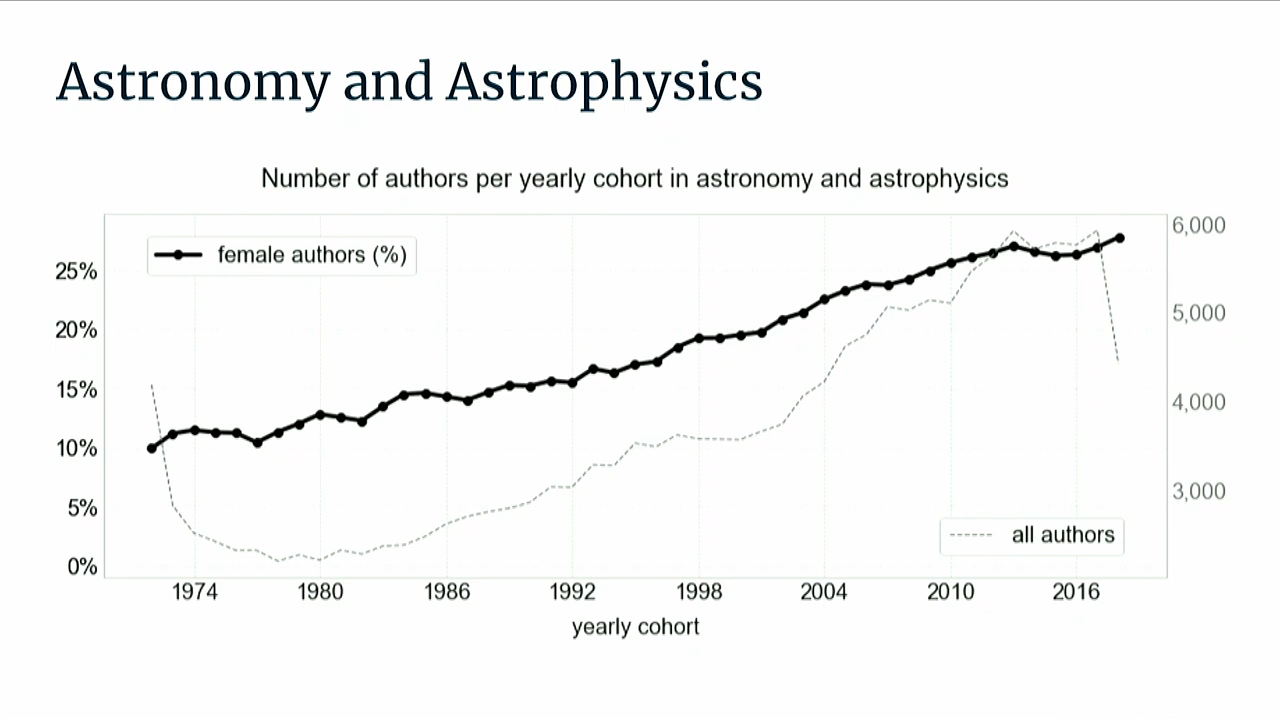 Astronomy and Astrophysics
Number of authors per yearly cohort in astronomy and astrophysics
female authors (%)
25%
20%
15%
10%
5%
0%
6,000
5,000
4,000
3,000
all authors
1974 1980 1986 1992 1998 2004 2010 2016
yearly cohort